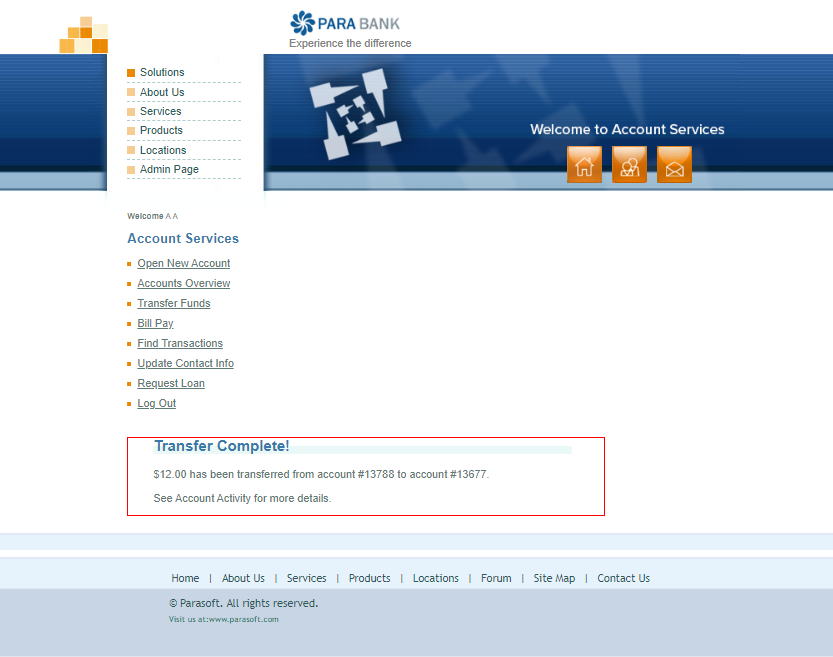 PARA BANK
Experience the difference
Solutions
About Us
Services
Products
Locations
Admin Page
Welcome to Account Services
Welcome A A
Account Services
Open New Account
Accounts Overview
Transfer Funds
Bill Pay
Find Transactions
Update Contact Info
Request Loan
Log Out
Transfer Complete!
$12.00 has been transferred from account #13788 to account #13677.
See Account Activity for more details.
Home | About Us | Services | Products | Locations | Forum | Site Map | Contact Us
© Parasoft. All rights reserved.
Visit us at:www.parasoft.com